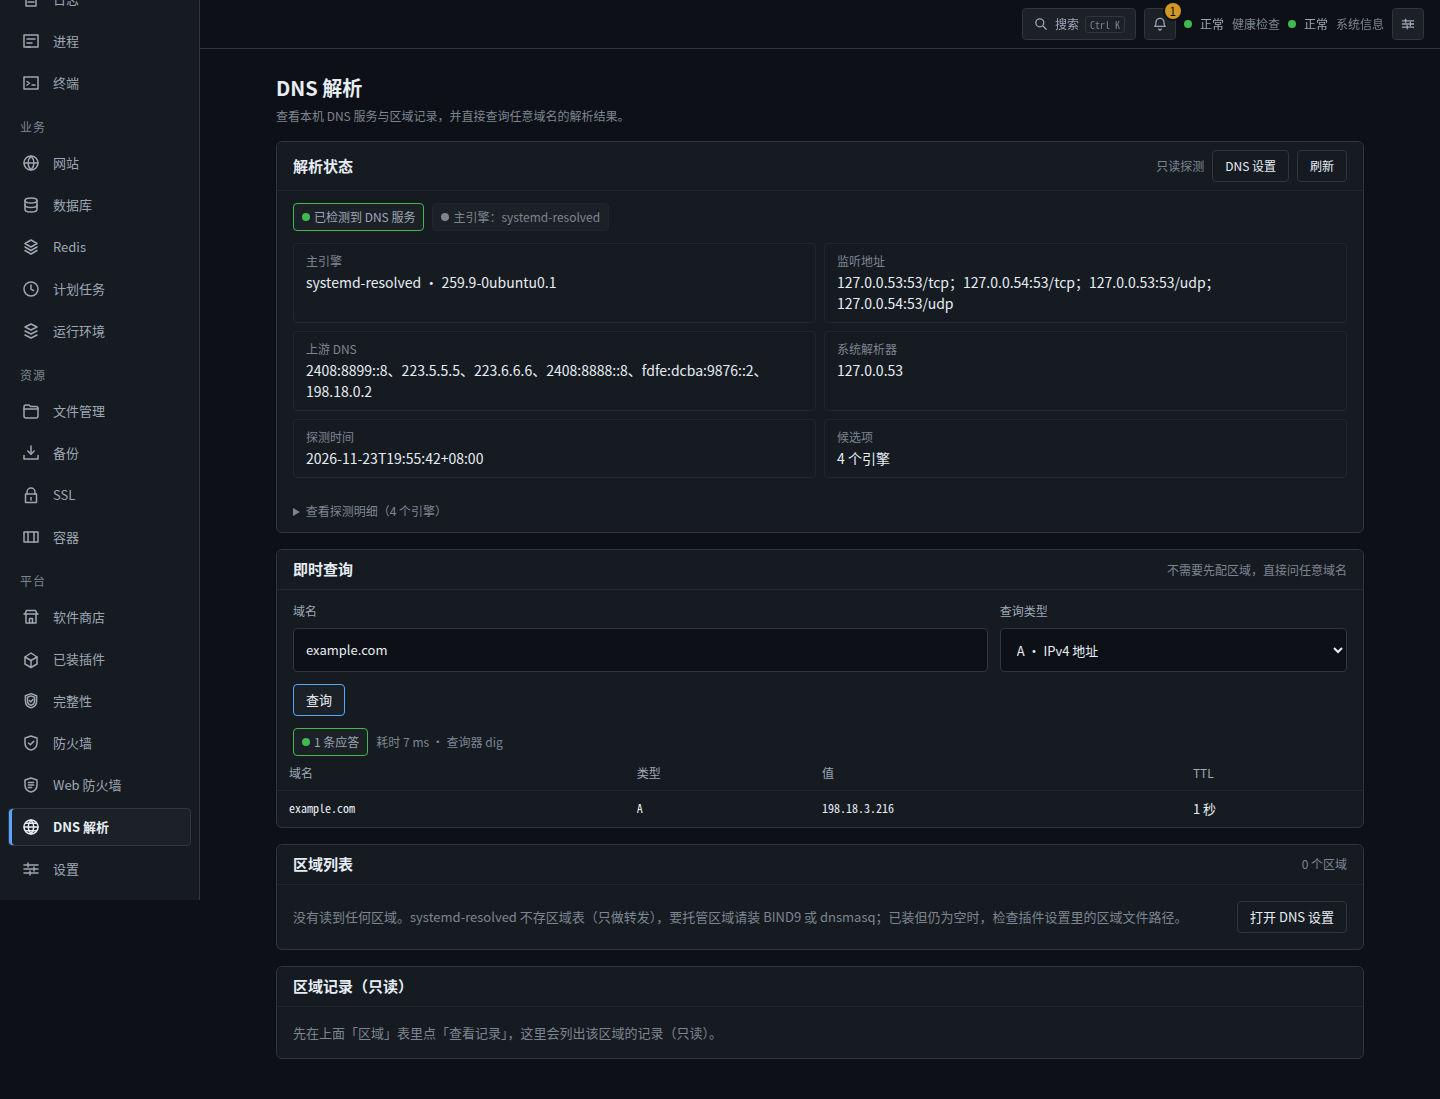 日志
进程
终端
业务
网站
数据库
Redis
计划任务
运行环境
资源
文件管理
备份
SSL
容器
平台
软件商店
已装插件
完整性
防火墙
Web 防火墙
DNS 解析
设置
搜索 Ctrl K
1
正常 健康检查
正常 系统信息
DNS 解析
查看本机 DNS 服务与区域记录，并直接查询任意域名的解析结果。
解析状态
只读探测
DNS 设置
刷新
已检测到 DNS 服务
主引擎：systemd-resolved
主引擎
systemd-resolved · 259.9-0ubuntu0.1
监听地址
127.0.0.53:53/tcp；127.0.0.54:53/tcp；127.0.0.53:53/udp；
127.0.0.54:53/udp
上游 DNS
2408:8899::8、223.5.5.5、223.6.6.6、2408:8888::8、fdfe:dcba:9876::2、
198.18.0.2
系统解析器
127.0.0.53
探测时间
2026-11-23T19:55:42+08:00
候选项
4 个引擎
▶ 查看探测明细（4 个引擎）
即时查询
不需要先配区域，直接问任意域名
域名
查询类型
example.com
A · IPv4 地址
查询
1 条应答
耗时 7 ms · 查询器 dig
域名 类型 值 TTL
example.com A 198.18.3.216 1 秒
区域列表
0 个区域
没有读到任何区域。systemd-resolved 不存区域表（只做转发），要托管区域请装 BIND9 或 dnsmasq；已装但仍为空时，检查插件设置里的区域文件路径。
打开 DNS 设置
区域记录（只读）
先在上面「区域」表里点「查看记录」，这里会列出该区域的记录（只读）。